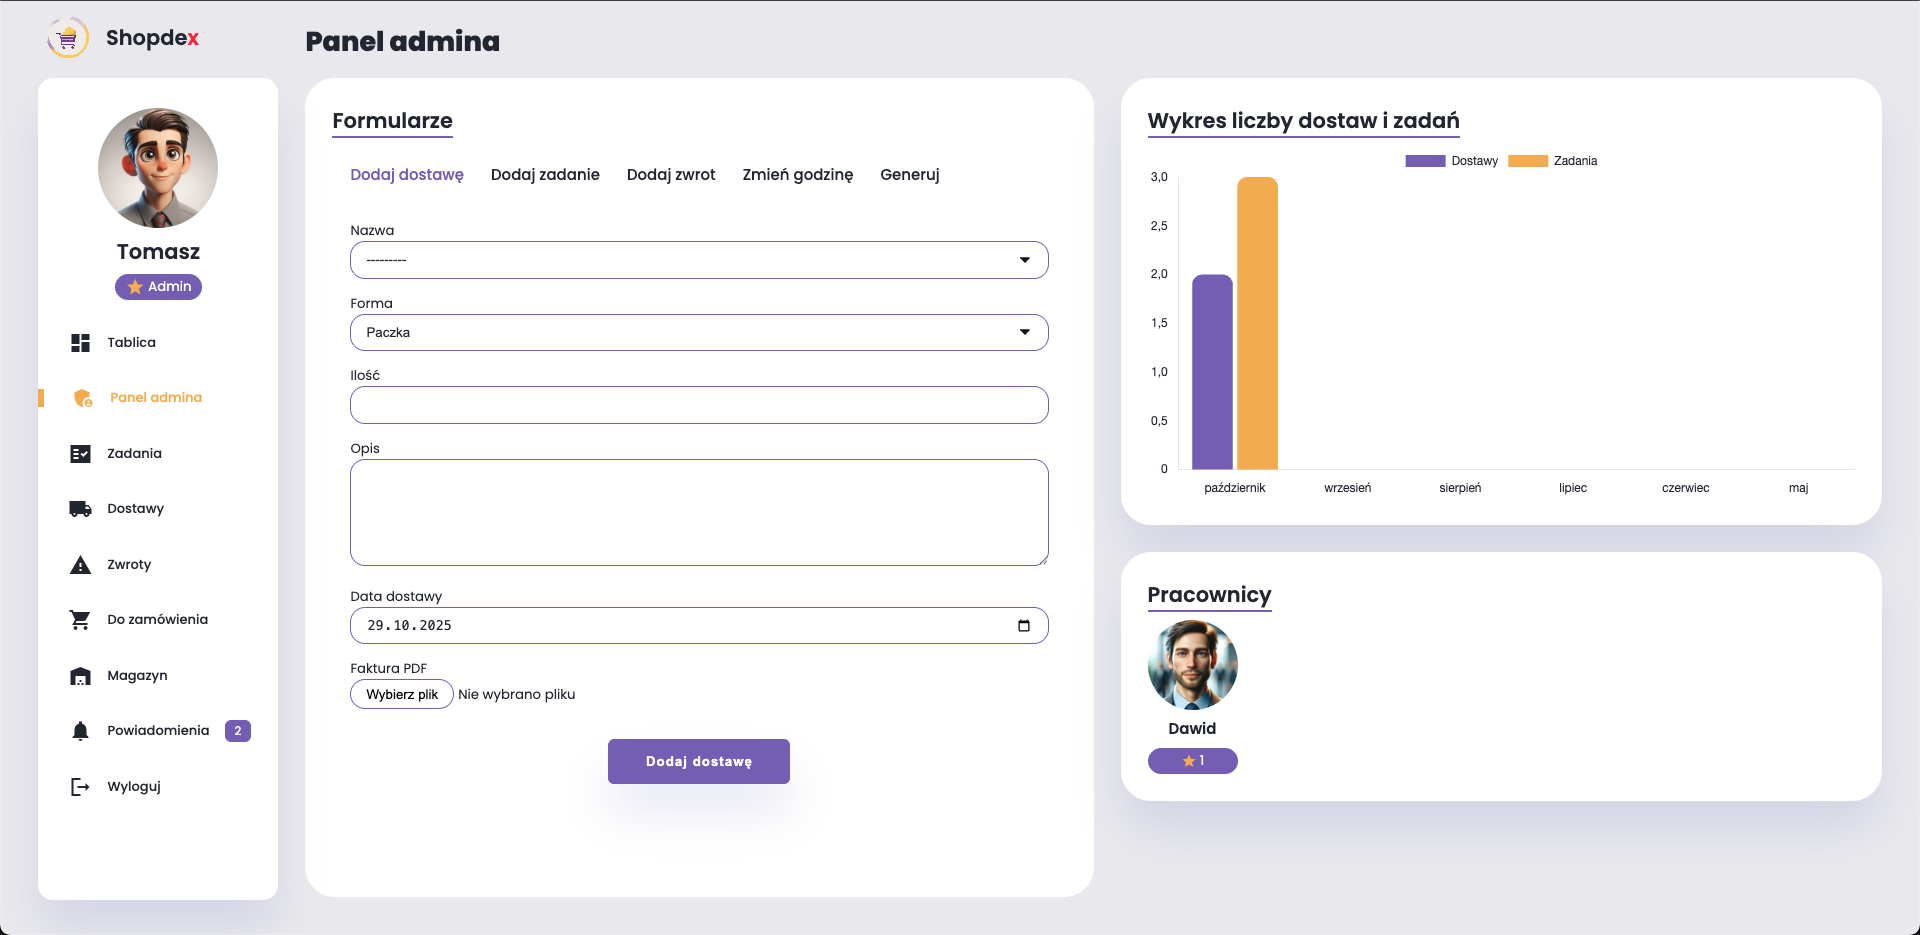 Shopdex
Panel admina
Tomasz
Admin
Tablica
Panel admina
Zadania
Dostawy
Zwroty
Do zamówienia
Magazyn
Powiadomienia 2
Wyloguj
Formularze
Dodaj dostawę Dodaj zadanie Dodaj zwrot Zmień godzinę Generuj
Nazwa
---------
Forma
Paczka
Ilość
Opis
Data dostawy
29.10.2025
Faktura PDF
Wybierz plik Nie wybrano pliku
Dodaj dostawę
Wykres liczby dostaw i zadań
Dostawy Zadania
3,0
2,5
2,0
1,5
1,0
0,5
0
październik wrzesień sierpień lipiec czerwiec maj
Pracownicy
Dawid
1